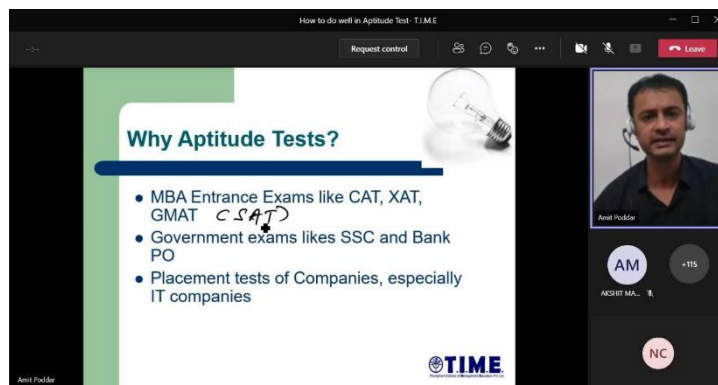 How to do well in Aptitude Test- T.I.M.E
--:--
Request control
Leave
Why Aptitude Tests?
MBA Entrance Exams like CAT, XAT,
GMAT CSAT)
Government exams likes SSC and Bank
PO
Placement tests of Companies, especially
IT companies
T.I.M.E.
Amit Poddar
Amit Poddar
AM
+115
AKSHIT MA...
NC